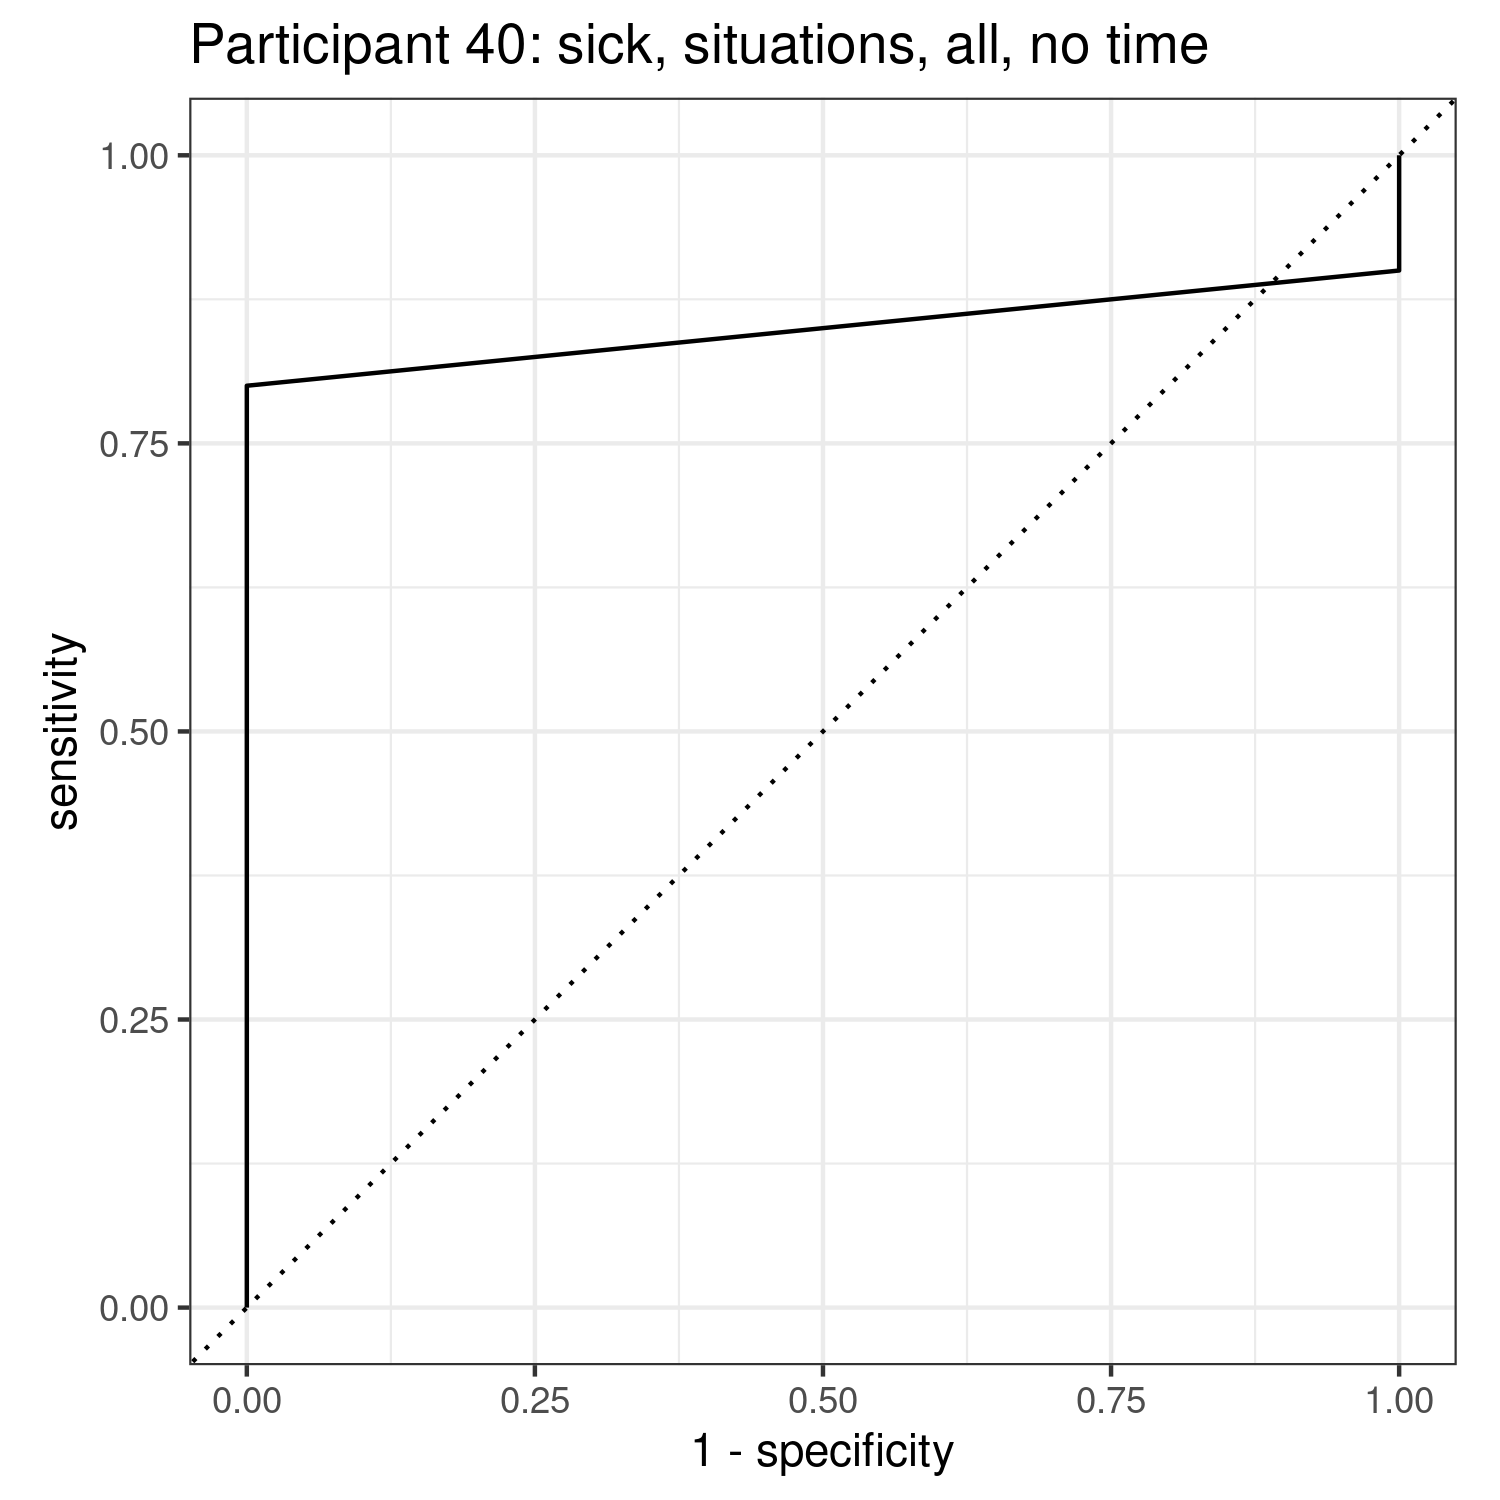 Participant 40: sick, situations, all, no time
1.00
0.75
0.50
0.25
0.00
sensitivity
0.00 0.25 0.50 0.75 1.00
1 - specificity